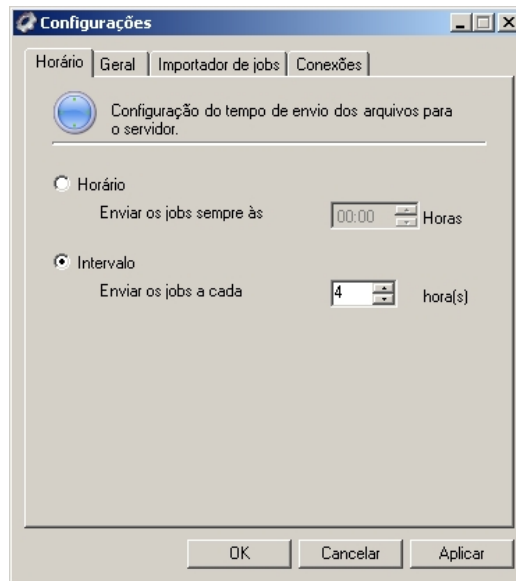 Configurações
Horário Geral Importador de jobs Conexões
Configuração do tempo de envio dos arquivos para
o servidor.
Horário
Enviar os jobs sempre às 00:00 Horas
Intervalo
Enviar os jobs a cada 4 hora(s)
OK Cancelar Aplicar